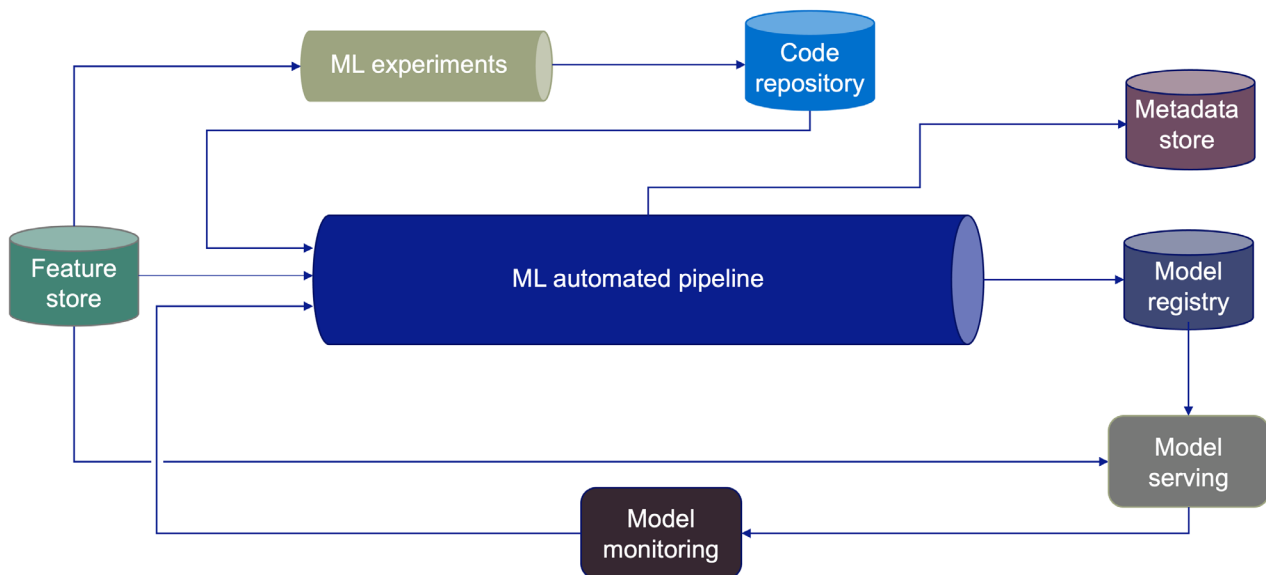 ML experiments
Code
repository
Metadata
store
Feature
store
ML automated pipeline
Model
registry
Model
serving
Model
monitoring